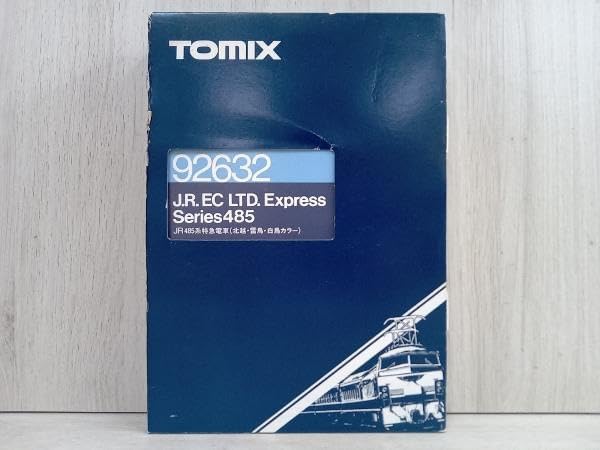 TOMIX
92632
J.R. EC LTD. Express
Series485
JR485系特急電車(北越・雷鳥・白鳥カラー)